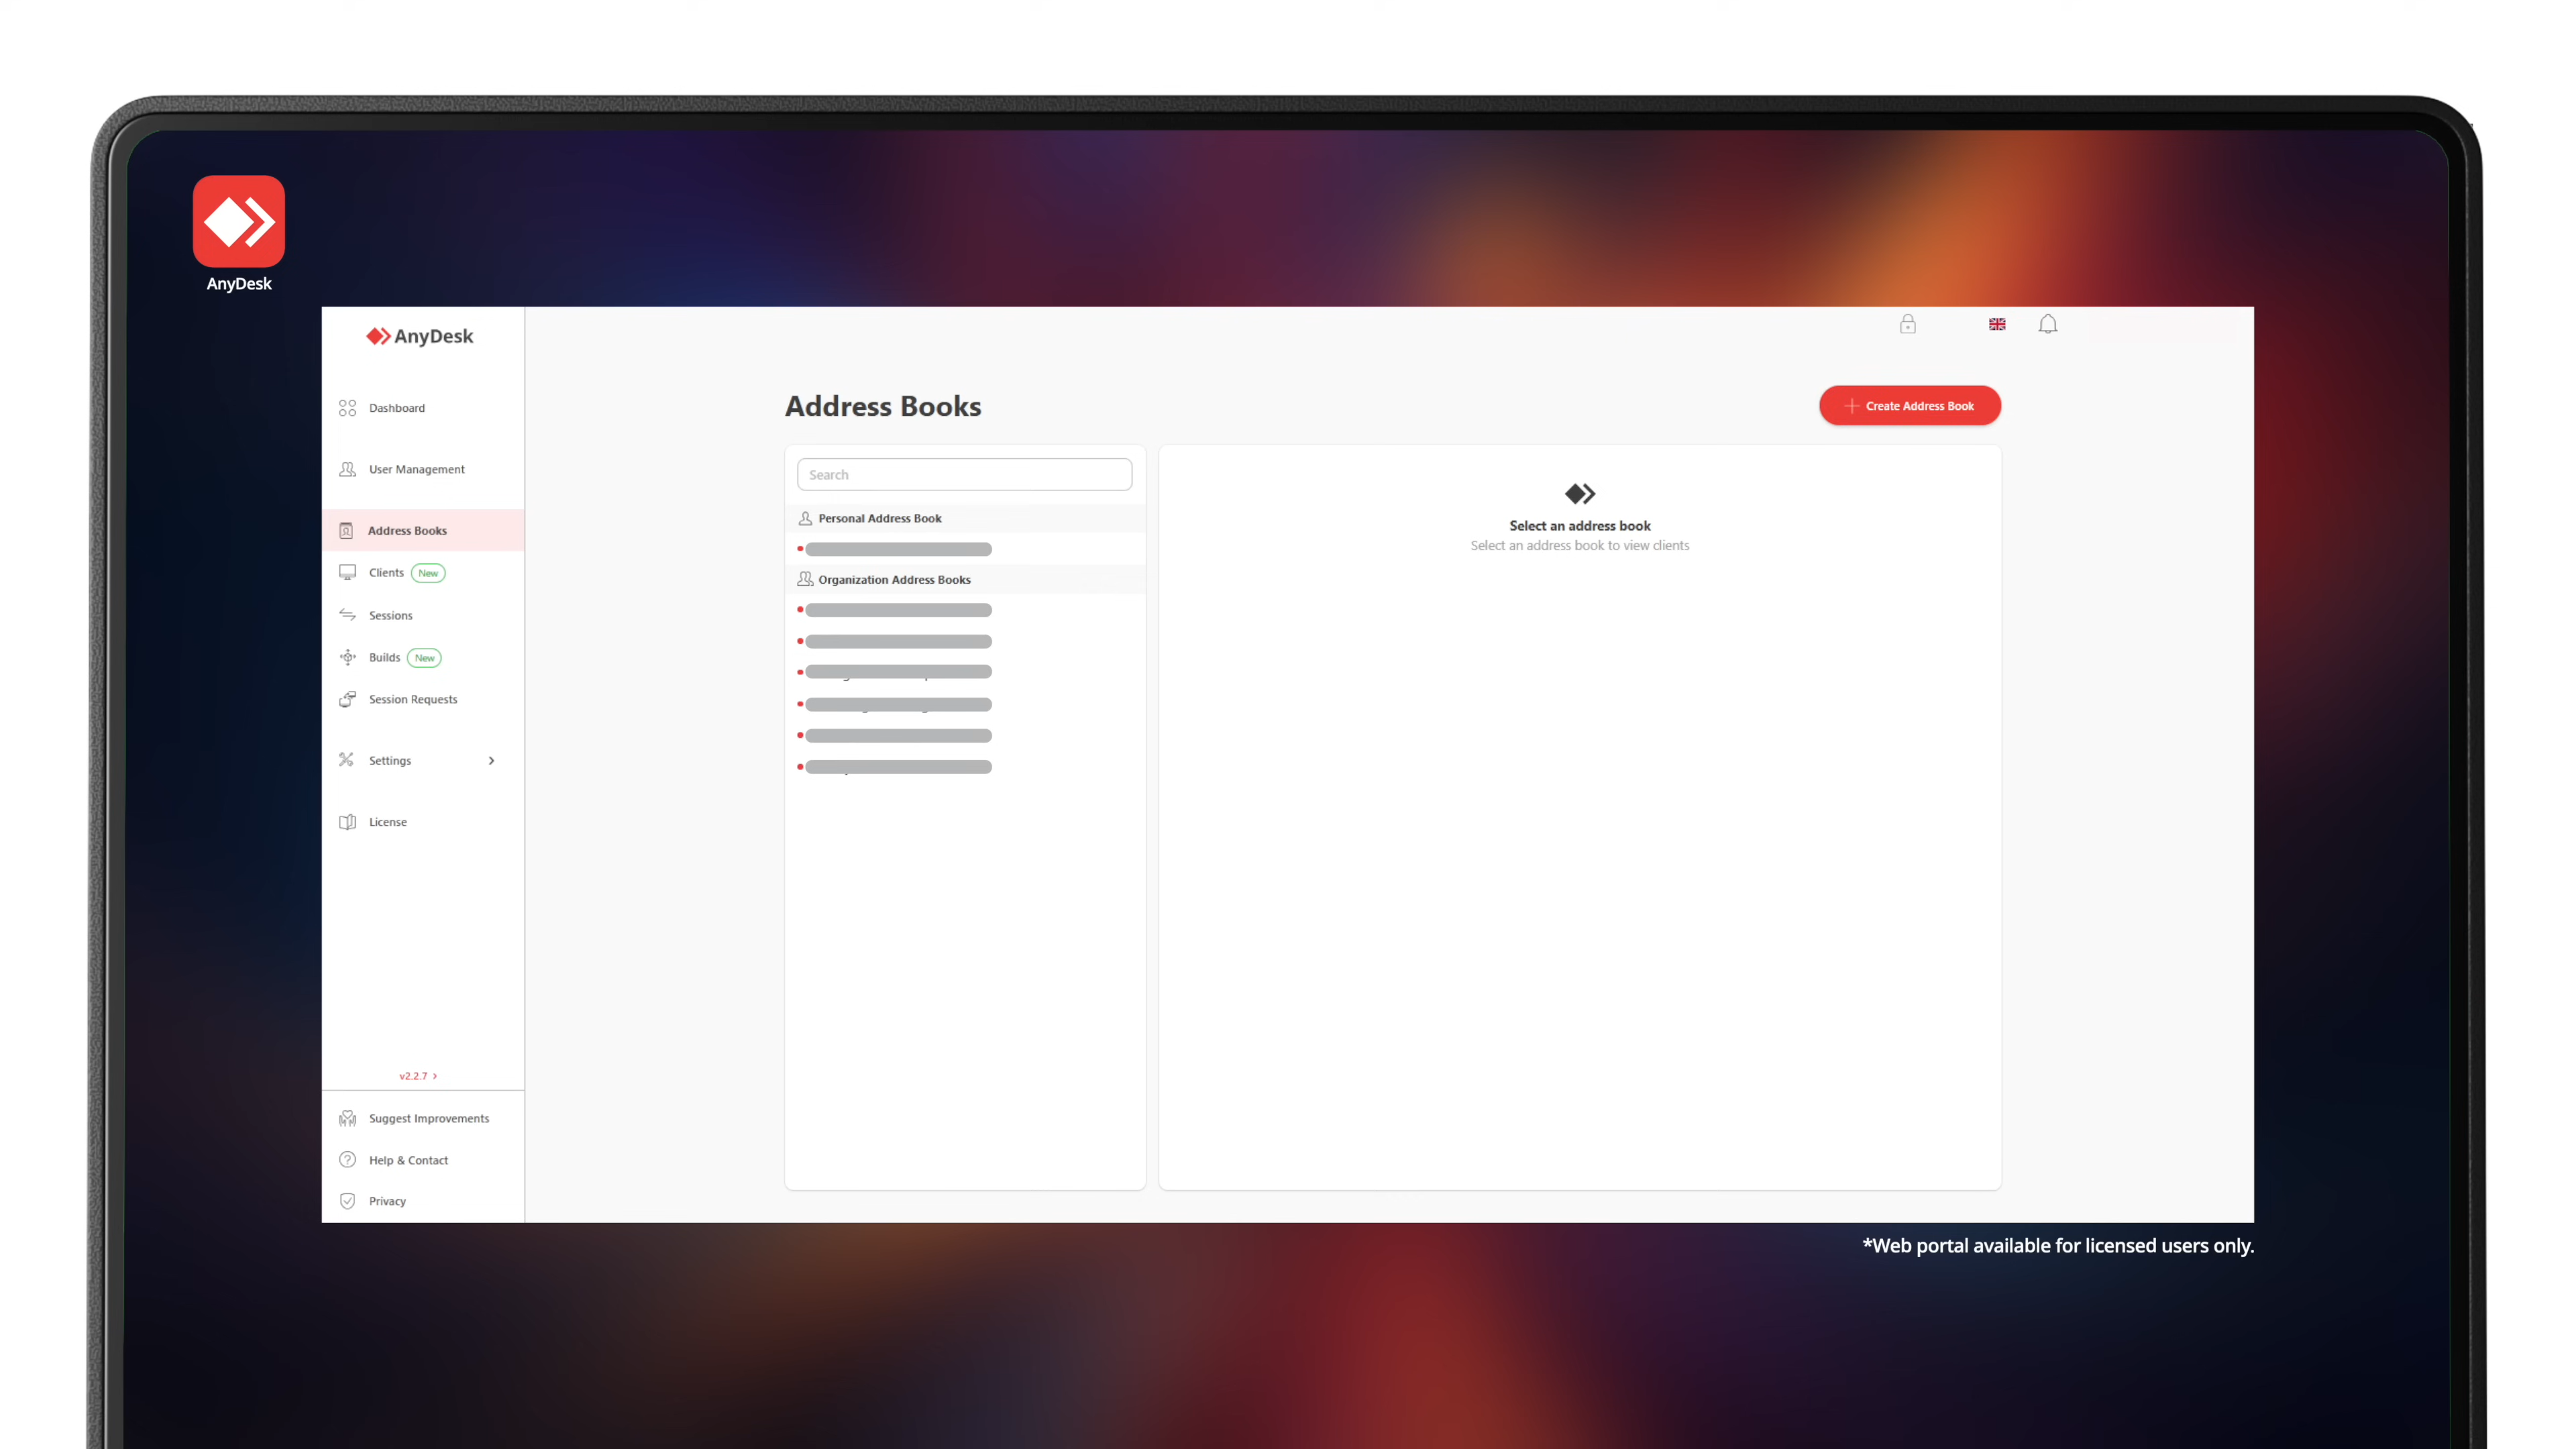 AnyDesk
AnyDesk
Dashboard
User Management
Address Books
Clients New
Sessions
Builds New
Session Requests
Settings
License
v2.2.7
Suggest Improvements
Help & Contact
Privacy
Address Books
Create Address Book
Search
Personal Address Book
Organization Address Books
Select an address book
Select an address book to view clients
*Web portal available for licensed users only.